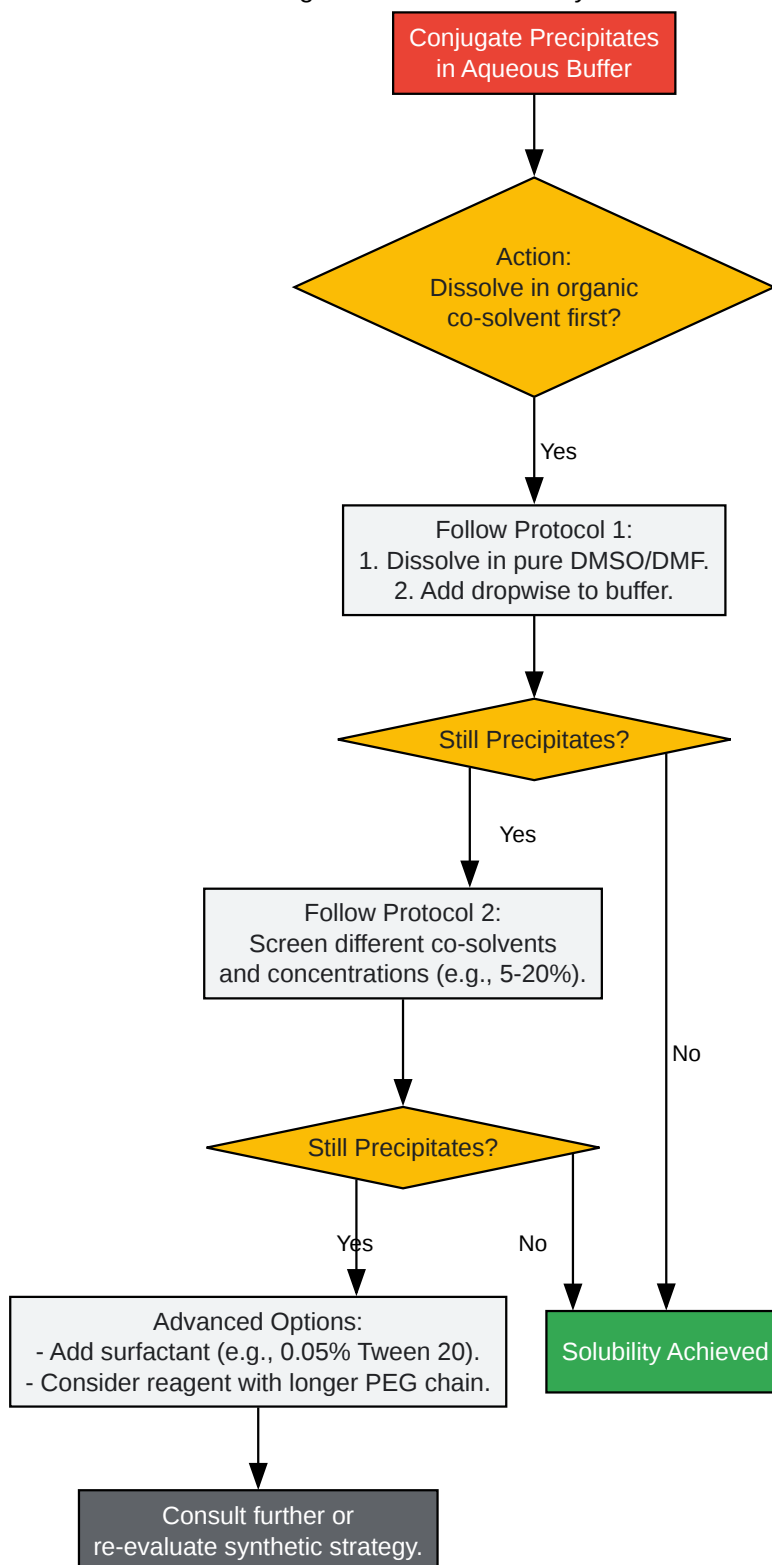 Conjugate Precipitates
in Aqueous Buffer
Action:
Dissolve in organic
co-solvent first?
Yes
Follow Protocol 1:
1. Dissolve in pure DMSO/DMF.
2. Add dropwise to buffer.
Still Precipitates?
Yes
Follow Protocol 2:
Screen different co-solvents
and concentrations (e.g., 5-20%).
No
Still Precipitates?
Yes
No
Advanced Options:
- Add surfactant (e.g., 0.05% Tween 20).
- Consider reagent with longer PEG chain.
Solubility Achieved
Consult further or
re-evaluate synthetic strategy.